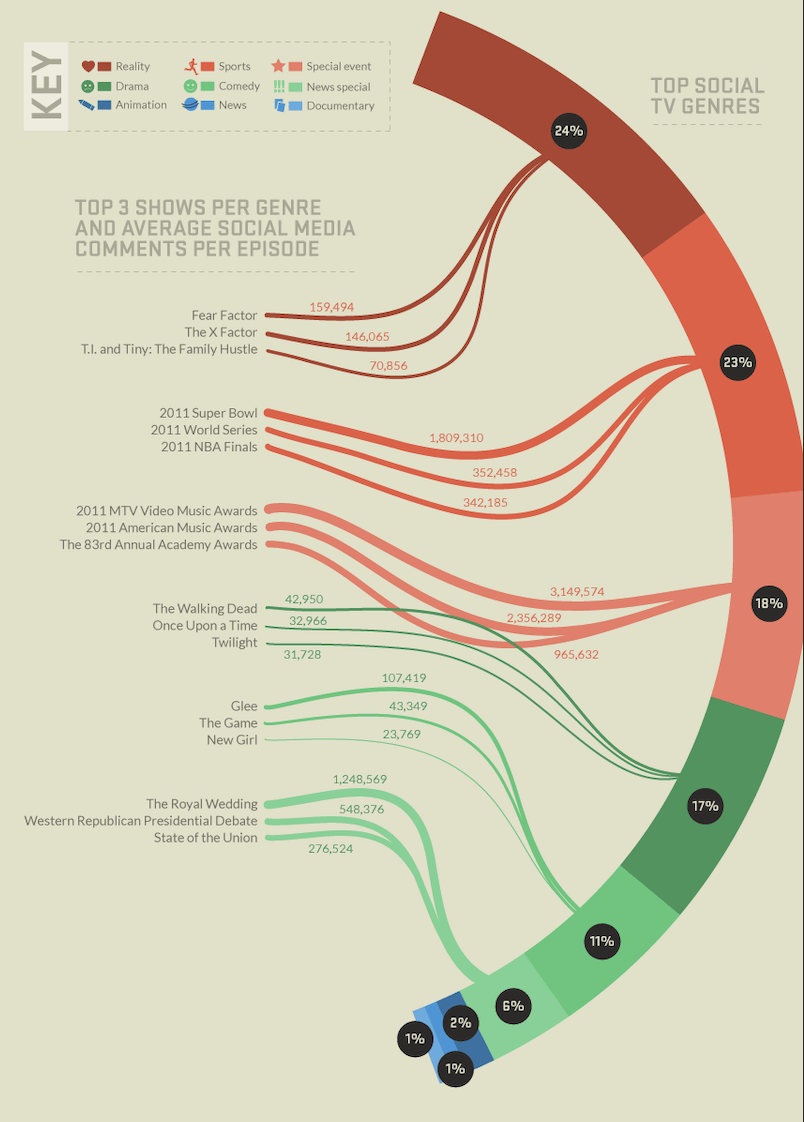 KEY
Reality
Sports
Special event
Drama
Comedy
News special
Animation
News
Documentary
TOP SOCIAL
TV GENRES
24%
TOP 3 SHOWS PER GENRE
AND AVERAGE SOCIAL MEDIA
COMMENTS PER EPISODE
159,494
Fear Factor
The X Factor
146,065
T.I. and Tiny: The Family Hustle
70,856
23%
2011 Super Bowl
2011 World Series
1,809,310
2011 NBA Finals
352,458
342,185
2011 MTV Video Music Awards
2011 American Music Awards
The 83rd Annual Academy Awards
3,149,574
18%
42,950
The Walking Dead
32,966
2,356,289
Once Upon a Time
Twilight
31,728
965,632
107,419
Glee
43,349
The Game
New Girl
23,769
1,248,569
The Royal Wedding
548,376
17%
Western Republican Presidential Debate
State of the Union
276,524
11%
6%
2%
1%
1%